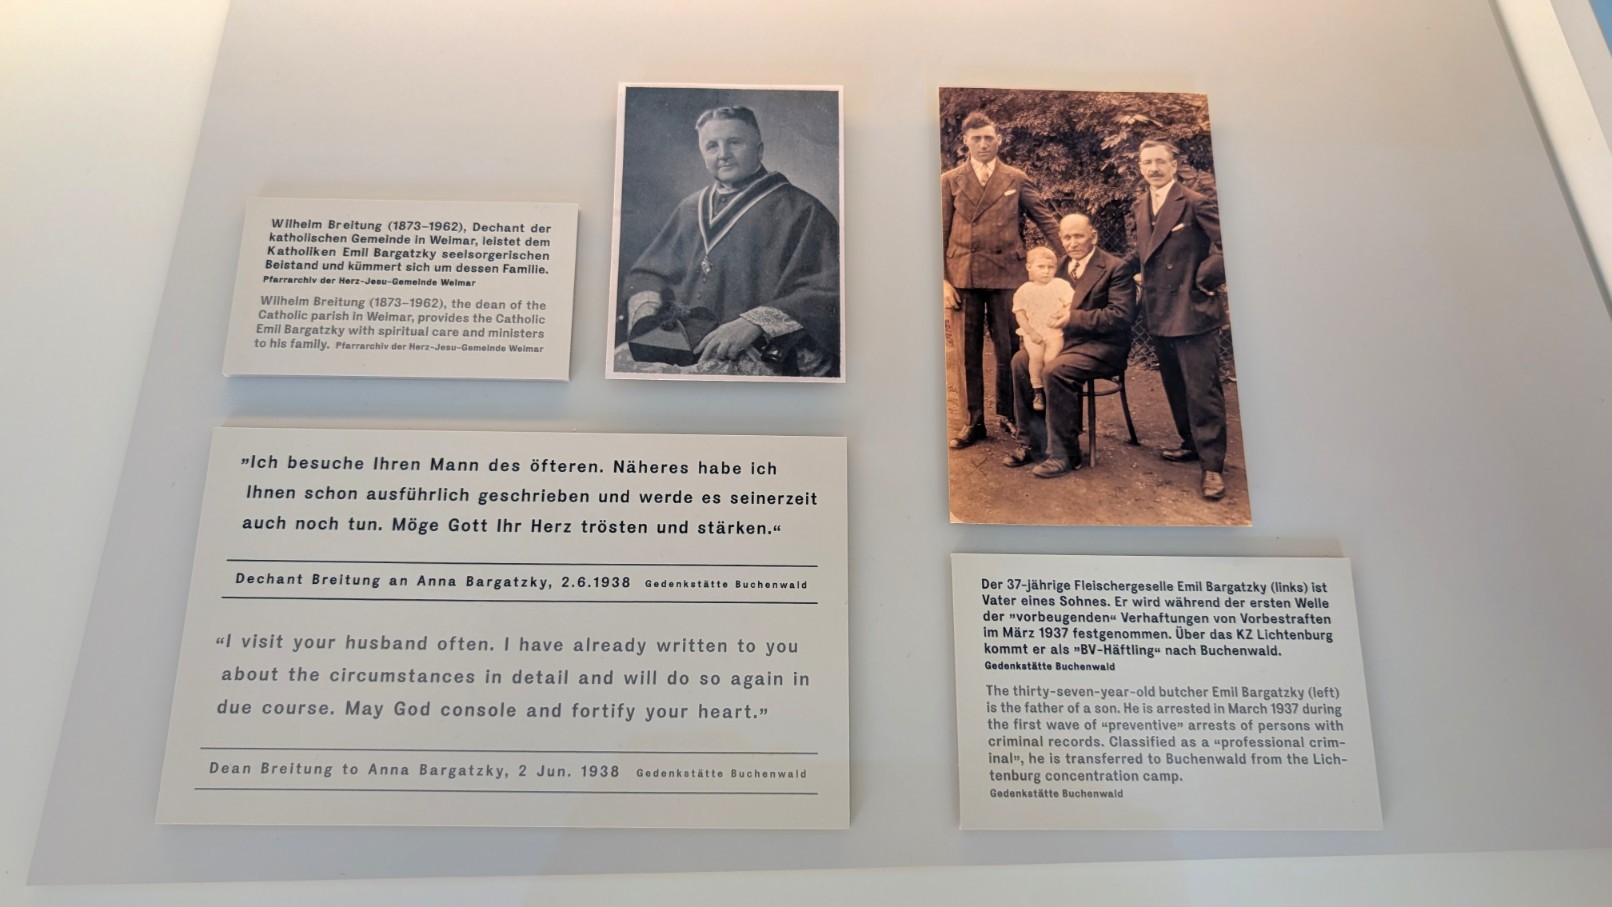 Wilhelm Breitung (1873–1962), Dechant der
katholischen Gemeinde in Weimar, leistet dem
Katholiken Emil Bargatzky seelsorgerischen
Beistand und kümmert sich um dessen Familie.
Pfarrarchiv der Herz-Jesu-Gemeinde Weimar
Wilhelm Breitung (1873–1962), the dean of the
Catholic parish in Weimar, provides the Catholic
Emil Bargatzky with spiritual care and ministers
to his family. Pfarrarchiv der Herz-Jesu-Gemeinde Weimar
”Ich besuche Ihren Mann des öfteren. Näheres habe ich
Ihnen schon ausführlich geschrieben und werde es seinerzeit
auch noch tun. Möge Gott Ihr Herz trösten und stärken.“
Dechant Breitung an Anna Bargatzky, 2.6.1938 Gedenkstätte Buchenwald
“I visit your husband often. I have already written to you
about the circumstances in detail and will do so again in
due course. May God console and fortify your heart.”
Dean Breitung to Anna Bargatzky, 2 Jun. 1938 Gedenkstätte Buchenwald
Der 37-jährige Fleischergeselle Emil Bargatzky (links) ist
Vater eines Sohnes. Er wird während der ersten Welle
der ”vorbeugenden“ Verhaftungen von Vorbestraften
im März 1937 festgenommen. Über das KZ Lichtenburg
kommt er als ”BV-Häftling“ nach Buchenwald.
Gedenkstätte Buchenwald
The thirty-seven-year-old butcher Emil Bargatzky (left)
is the father of a son. He is arrested in March 1937 during
the first wave of “preventive” arrests of persons with
criminal records. Classified as a “professional crim-
inal”, he is transferred to Buchenwald from the Lich-
tenburg concentration camp.
Gedenkstätte Buchenwald